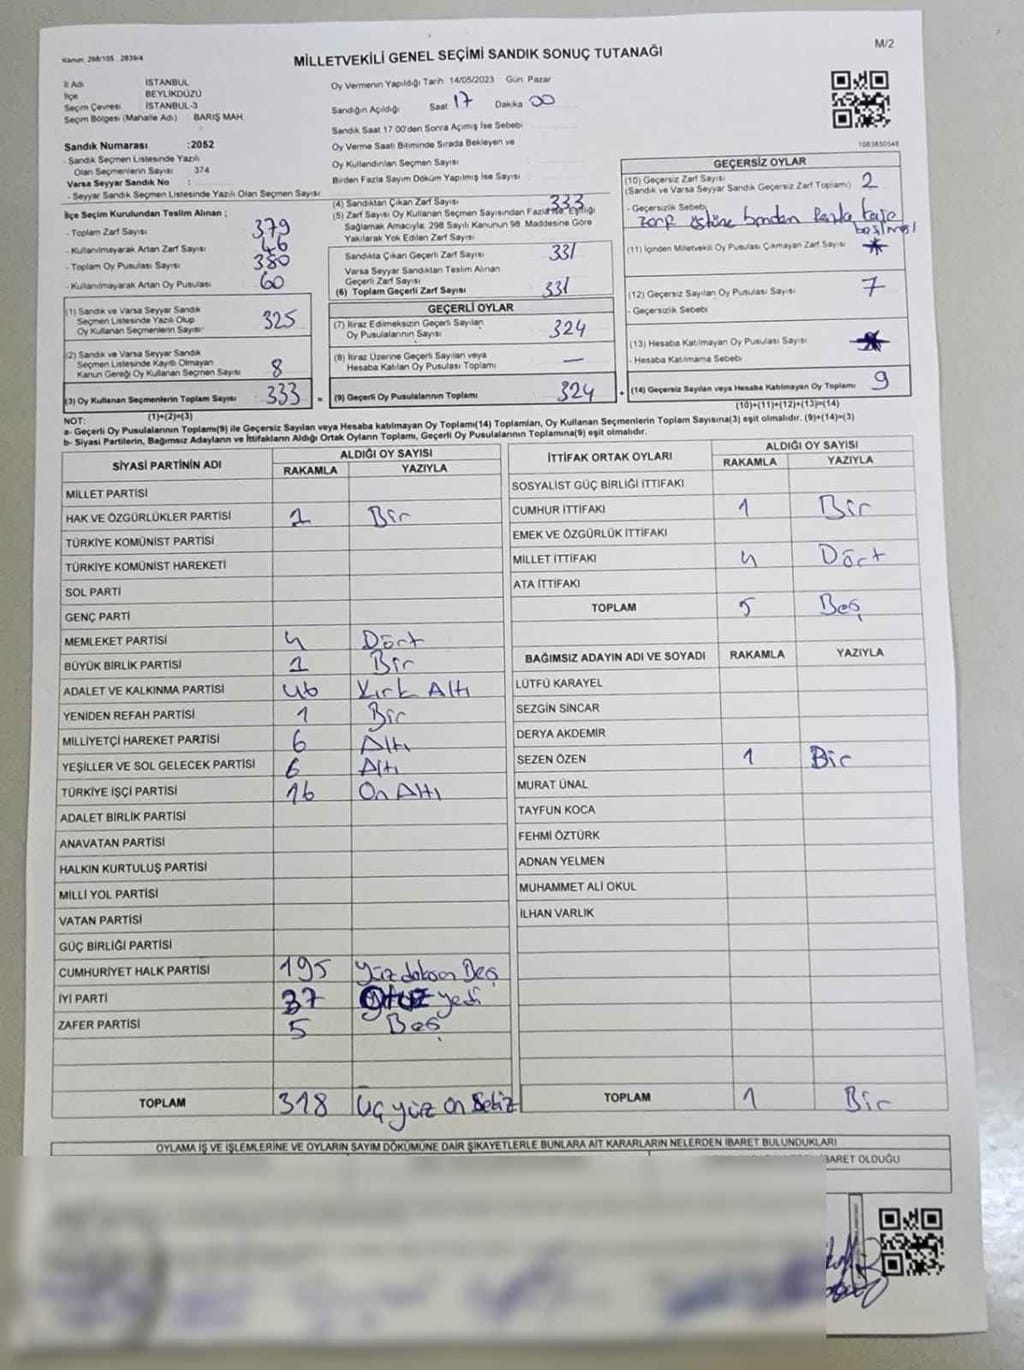 Kanun: 298/105 . 2839/4
M/2
MİLLETVEKİLİ GENEL SEÇİMİ SANDIK SONUÇ TUTANAĞI
İl Adı İSTANBUL
İlçe BEYLİKDÜZÜ
Seçim Çevresi İSTANBUL-3
Seçim Bölgesi (Mahalle Adı) BARIŞ MAH.
Sandık Numarası :2052
- Sandık Seçmen Listesinde Yazılı
Olan Seçmenlerin Sayısı 374
Varsa Seyyar Sandık No :
- Seyyar Sandık Seçmen Listesinde Yazılı Olan Seçmen Sayısı
İlçe Seçim Kurulundan Teslim Alınan ;
- Toplam Zarf Sayısı 379
- Kullanılmayarak Artan Zarf Sayısı 46
- Toplam Oy Pusulası Sayısı 380
- Kullanılmayarak Artan Oy Pusulası 60
(1) Sandık ve Varsa Seyyar Sandık
Seçmen Listesinde Yazılı Olup
Oy Kullanan Seçmenlerin Sayısı 325
(2) Sandık ve Varsa Seyyar Sandık
Seçmen Listesinde Kayıtlı Olmayan
Kanun Gereği Oy Kullanan Seçmen Sayısı 8
(3) Oy Kullanan Seçmenlerin Toplam Sayısı 333 =
(1)+(2)=(3)
Oy Vermenin Yapıldığı Tarih 14/05/2023 Gün Pazar
Sandığın Açıldığı Saat 17 Dakika 00
Sandık Saat 17 00'den Sonra Açımış İse Sebebi
Oy Verme Saati Bitiminde Sırada Bekleyen ve
Oy Kullandırılan Seçmen Sayısı
Birden Fazla Sayım Döküm Yapılmış İse Sayısı
(4) Sandıktan Çıkan Zarf Sayısı 333
(5) Zarf Sayısı Oy Kullanan Seçmen Sayısından Fazla İse Eşitliği
Sağlamak Amacıyla, 298 Sayılı Kanunun 98. Maddesine Göre
Yakılarak Yok Edilen Zarf Sayısı
Sandıkta Çıkan Geçerli Zarf Sayısı 331
Varsa Seyyar Sandıktan Teslim Alınan
Geçerli Zarf Sayısı
(6) Toplam Geçerli Zarf Sayısı 331
GEÇERLİ OYLAR
(7) İtiraz Edilmeksizin Geçerli Sayılan
Oy Pusulalarının Sayısı 324
(8) İtiraz Üzerine Geçerli Sayılan veya
Hesaba Katılan Oy Pusulası Toplamı —
(9) Geçerli Oy Pusulalarının Toplamı 324 +
1083850548
GEÇERSİZ OYLAR
(10) Geçersiz Zarf Sayısı 2
(Sandık ve Varsa Seyyar Sandık Geçersiz Zarf Toplamı)
- Geçersizlik Sebebi
zarf üstüne birden fazla kaşe
basılması
(11) İçinden Milletvekili Oy Pusulası Çıkmayan Zarf Sayısı
(12) Geçersiz Sayılan Oy Pusulası Sayısı 7
- Geçersizlik Sebebi
(13) Hesaba Katılmayan Oy Pusulası Sayısı
- Hesaba Katılmama Sebebi
(14) Geçersiz Sayılan veya Hesaba Katılmayan Oy Toplamı 9
(10)+(11)+(12)+(13)=(14)
NOT:
a- Geçerli Oy Pusulalarının Toplamı(9) ile Geçersiz Sayılan veya Hesaba katılmayan Oy Toplamı(14) Toplamları, Oy Kullanan Seçmenlerin Toplam Sayısına(3) eşit olmalıdır. (9)+(14)=(3)
b- Siyasi Partilerin, Bağımsız Adayların ve İttifakların Aldığı Ortak Oyların Toplamı, Geçerli Oy Pusulalarının Toplamına(9) eşit olmalıdır.
SİYASİ PARTİNİN ADI ALDIĞI OY SAYISI
RAKAMLA YAZIYLA
MİLLET PARTİSİ
HAK VE ÖZGÜRLÜKLER PARTİSİ 1 Bir
TÜRKİYE KOMÜNİST PARTİSİ
TÜRKİYE KOMÜNİST HAREKETİ
SOL PARTİ
GENÇ PARTİ
MEMLEKET PARTİSİ 4 Dört
BÜYÜK BİRLİK PARTİSİ 1 Bir
ADALET VE KALKINMA PARTİSİ 46 Kırk Altı
YENİDEN REFAH PARTİSİ 1 Bir
MİLLİYETÇİ HAREKET PARTİSİ 6 Altı
YEŞİLLER VE SOL GELECEK PARTİSİ 6 Altı
TÜRKİYE İŞÇİ PARTİSİ 16 On Altı
ADALET BİRLİK PARTİSİ
ANAVATAN PARTİSİ
HALKIN KURTULUŞ PARTİSİ
MİLLİ YOL PARTİSİ
VATAN PARTİSİ
GÜÇ BİRLİĞİ PARTİSİ
CUMHURİYET HALK PARTİSİ 195 Yüz doksan Beş
İYİ PARTİ 37 Otuz yedi
ZAFER PARTİSİ 5 Beş
TOPLAM 318 Üç yüz on Sekiz
İTTİFAK ORTAK OYLARI ALDIĞI OY SAYISI
RAKAMLA YAZIYLA
SOSYALİST GÜÇ BİRLİĞİ İTTİFAKI
CUMHUR İTTİFAKI 1 Bir
EMEK VE ÖZGÜRLÜK İTTİFAKI
MİLLET İTTİFAKI 4 Dört
ATA İTTİFAKI
TOPLAM 5 Beş
BAĞIMSIZ ADAYIN ADI VE SOYADI RAKAMLA YAZIYLA
LÜTFÜ KARAYEL
SEZGİN SİNCAR
DERYA AKDEMİR
SEZEN ÖZEN 1 Bir
MURAT ÜNAL
TAYFUN KOCA
FEHMİ ÖZTÜRK
ADNAN YELMEN
MUHAMMET ALİ OKUL
İLHAN VARLIK
TOPLAM 1 Bir
OYLAMA İŞ VE İŞLEMLERİNE VE OYLARIN SAYIM DÖKÜMÜNE DAİR ŞİKAYETLERLE BUNLARA AİT KARARLARIN NELERDEN İBARET BULUNDUKLARI
BARET OLDUĞU